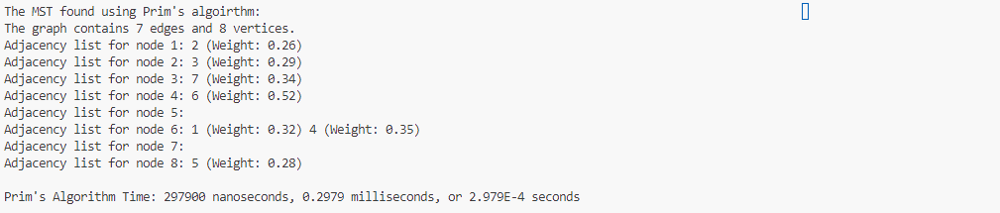 The MST found using Prim's algoirthm:
The graph contains 7 edges and 8 vertices.
Adjacency list for node 1: 2 (Weight: 0.26)
Adjacency list for node 2: 3 (Weight: 0.29)
Adjacency list for node 3: 7 (Weight: 0.34)
Adjacency list for node 4: 6 (Weight: 0.52)
Adjacency list for node 5:
Adjacency list for node 6: 1 (Weight: 0.32) 4 (Weight: 0.35)
Adjacency list for node 7:
Adjacency list for node 8: 5 (Weight: 0.28)
Prim's Algorithm Time: 297900 nanoseconds, 0.2979 milliseconds, or 2.979E-4 seconds